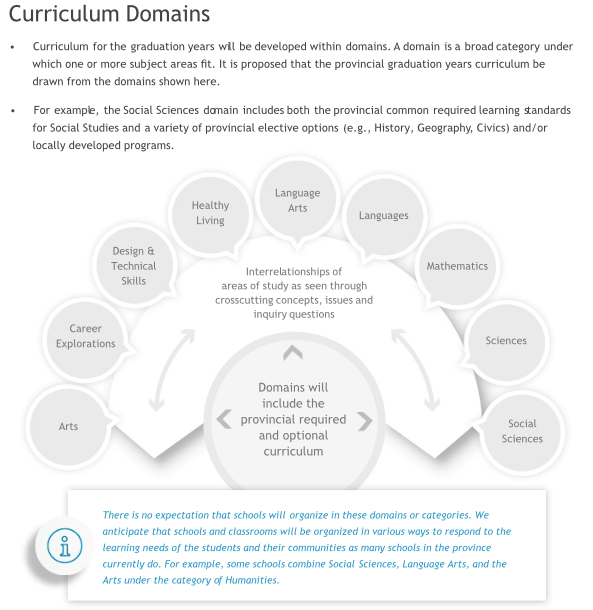 Curriculum Domains
• Curriculum for the graduation years will be developed within domains. A domain is a broad category under
which one or more subject areas fit. It is proposed that the provincial graduation years curriculum be
drawn from the domains shown here.
• For example, the Social Sciences domain includes both the provincial common required learning standards
for Social Studies and a variety of provincial elective options (e.g., History, Geography, Civics) and/or
locally developed programs.
Arts
Career
Explorations
Design &
Technical
Skills
Healthy
Living
Language
Arts
Languages
Mathematics
Sciences
Social
Sciences
Interrelationships of
areas of study as seen through
crosscutting concepts, issues and
inquiry questions
Domains will
include the
provincial required
and optional
curriculum
There is no expectation that schools will organize in these domains or categories. We
anticipate that schools and classrooms will be organized in various ways to respond to the
learning needs of the students and their communities as many schools in the province
currently do. For example, some schools combine Social Sciences, Language Arts, and the
Arts under the category of Humanities.